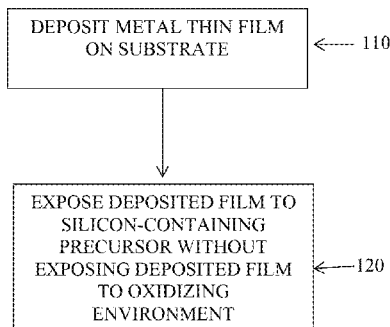 DEPOSIT METAL THIN FILM
ON SUBSTRATE
110
EXPOSE DEPOSITED FILM TO
SILICON-CONTAINING
PRECURSOR WITHOUT
EXPOSING DEPOSITED FILM
TO OXIDIZING
ENVIRONMENT
120